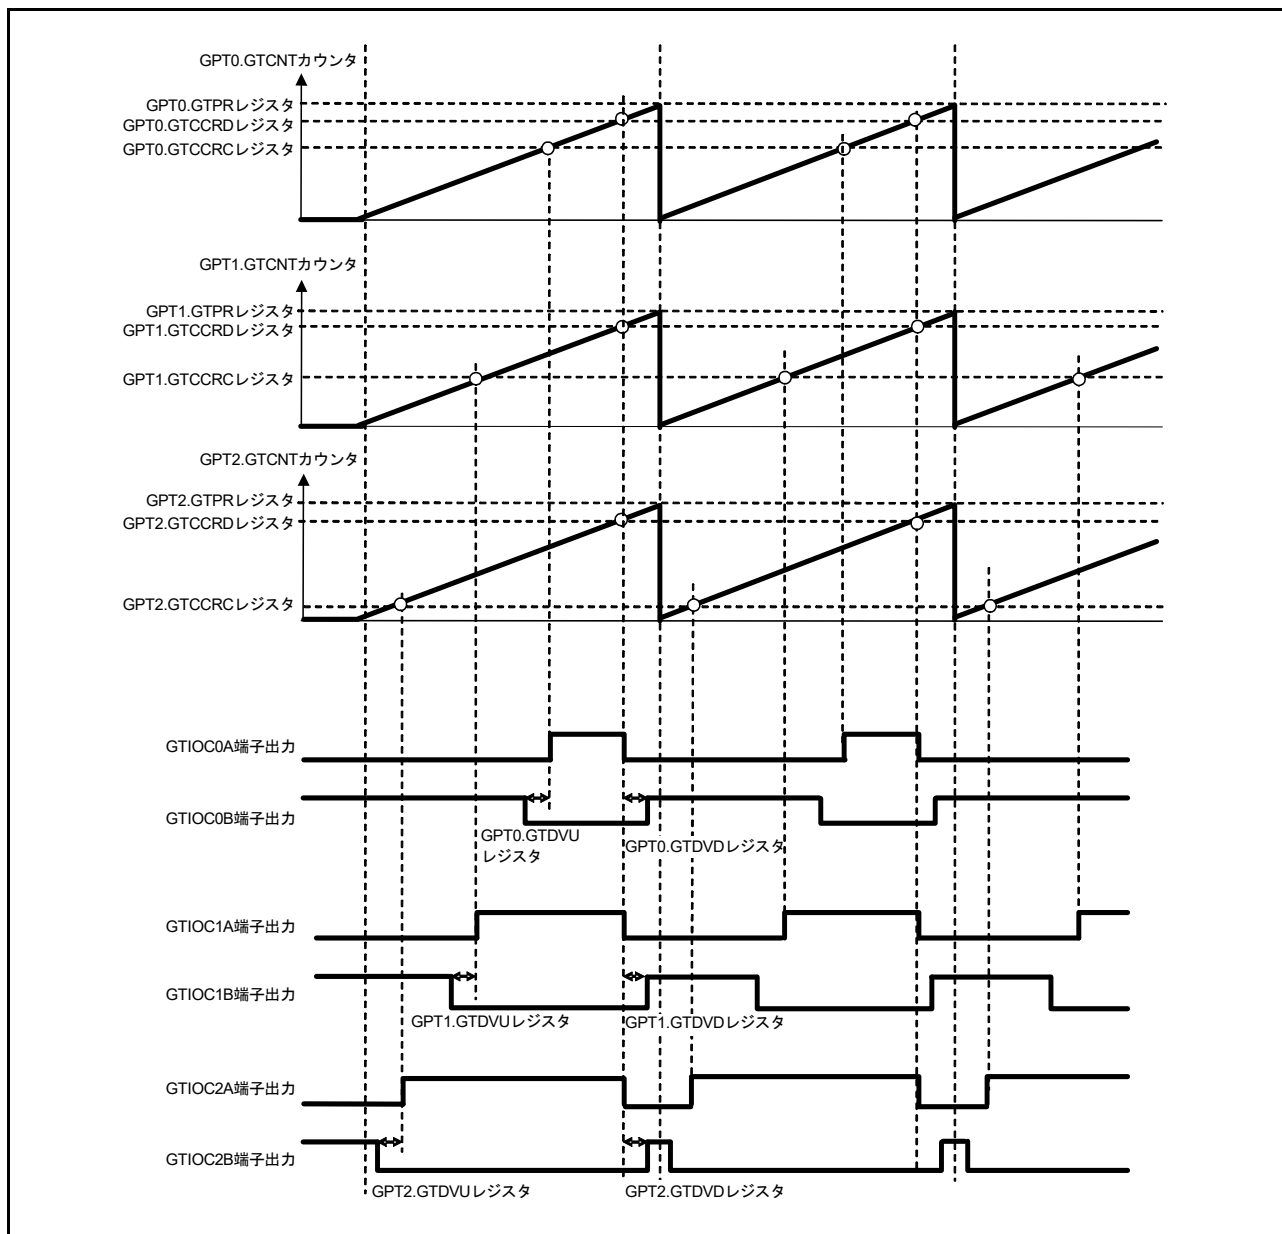 GPT0.GTCNTカウンタ
GPT0.GTPRレジスタ
GPT0.GTCCRDレジスタ
GPT0.GTCCRCレジスタ
GPT1.GTCNTカウンタ
GPT1.GTPRレジスタ
GPT1.GTCCRDレジスタ
GPT1.GTCCRCレジスタ
GPT2.GTCNTカウンタ
GPT2.GTPRレジスタ
GPT2.GTCCRDレジスタ
GPT2.GTCCRCレジスタ
GTIOC0A端子出力
GTIOC0B端子出力
GPT0.GTDVU
レジスタ
GPT0.GTDVDレジスタ
GTIOC1A端子出力
GTIOC1B端子出力
GPT1.GTDVUレジスタ
GPT1.GTDVDレジスタ
GTIOC2A端子出力
GTIOC2B端子出力
GPT2.GTDVUレジスタ
GPT2.GTDVDレジスタ